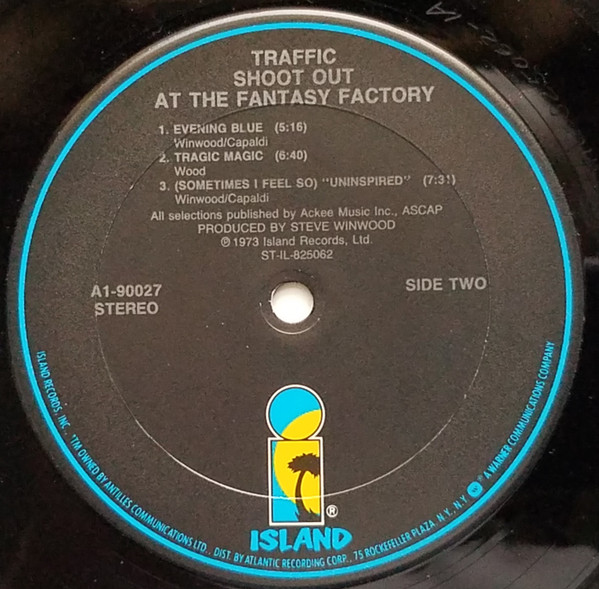 TRAFFIC
SHOOT OUT
AT THE FANTASY FACTORY
1. EVENING BLUE (5:16)
Winwood/Capaldi
2. TRAGIC MAGIC (6:40)
Wood
3. (SOMETIMES I FEEL SO) "UNINSPIRED" (7:31)
Winwood/Capaldi
All selections published by Ackee Music Inc., ASCAP
PRODUCED BY STEVE WINWOOD
℗ 1973 Island Records, Ltd.
ST-IL-825062
A1-90027
STEREO
SIDE TWO
®
ISLAND
ISLAND RECORDS, INC. *TM OWNED BY ANTILLES COMMUNICATIONS LTD., DIST. BY ATLANTIC RECORDING CORP., 75 ROCKEFELLER PLAZA, N.Y., N.Y. ℗ A WARNER COMMUNICATIONS COMPANY